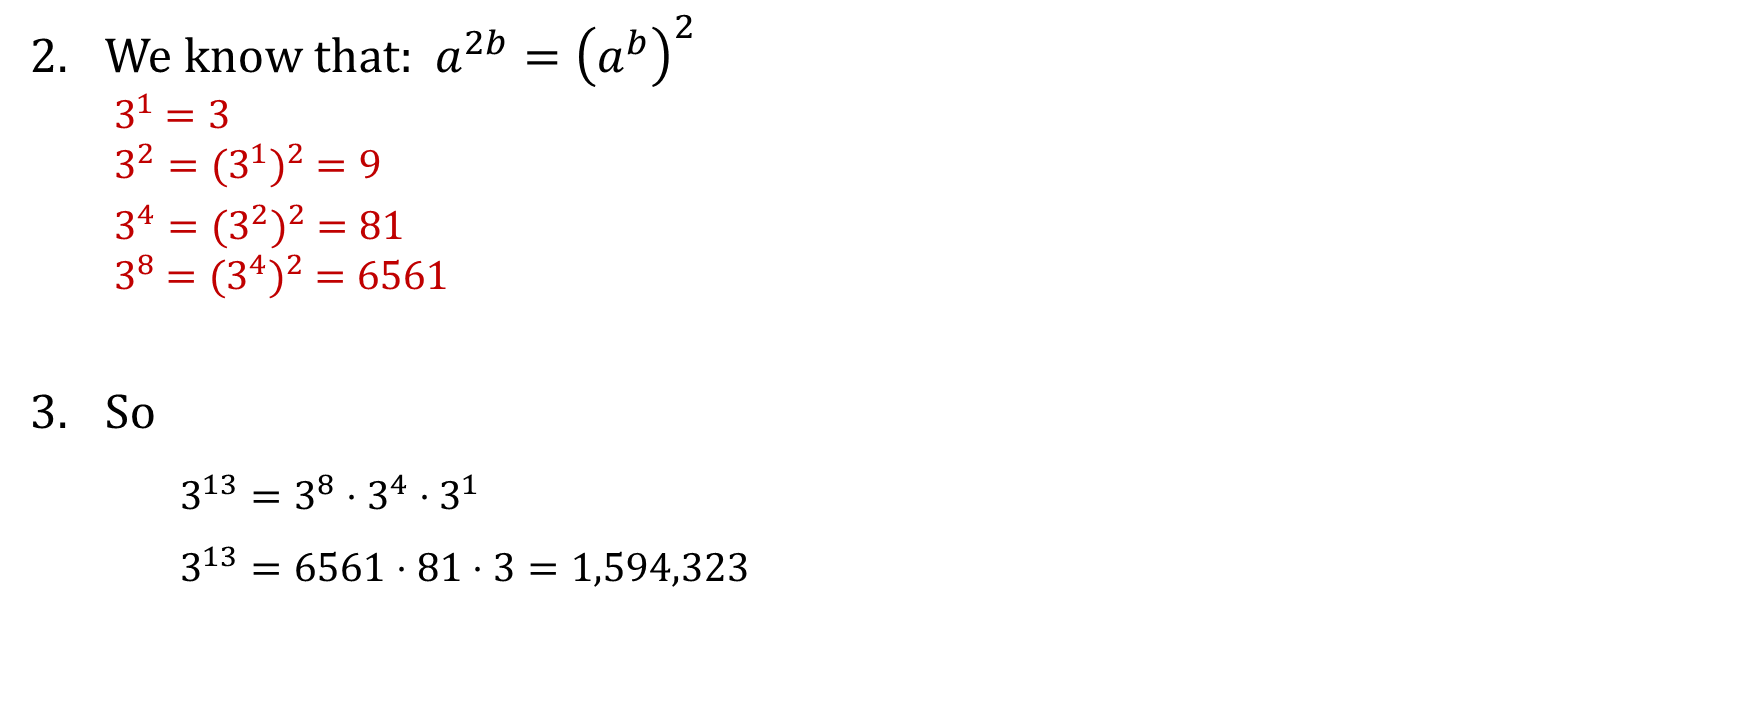 2. We know that: a^{2b} = (a^b)^2
3^1 = 3
3^2 = (3^1)^2 = 9
3^4 = (3^2)^2 = 81
3^8 = (3^4)^2 = 6561
3. So
3^{13} = 3^8 · 3^4 · 3^1
3^{13} = 6561 · 81 · 3 = 1,594,323